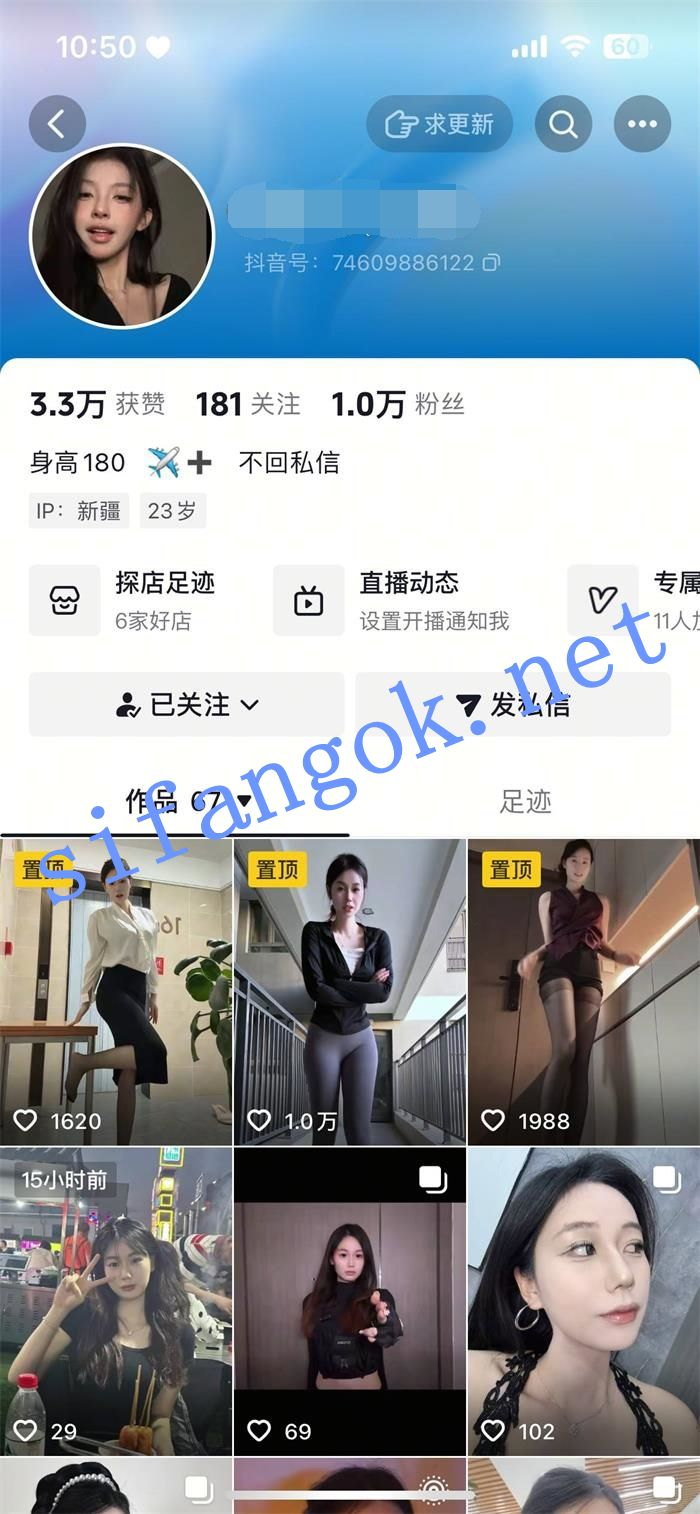 10:50
60
求更新
抖音号：74609886122
3.3万 获赞 181 关注 1.0万 粉丝
身高180 ✈️➕ 不回私信
IP：新疆 23岁
探店足迹 直播动态 专属
6家好店 设置开播通知我 11人加
已关注 发私信
sifangok.net
作品 67 足迹
置顶 置顶 置顶
1620 1.0万 1988
15小时前
29 69 102